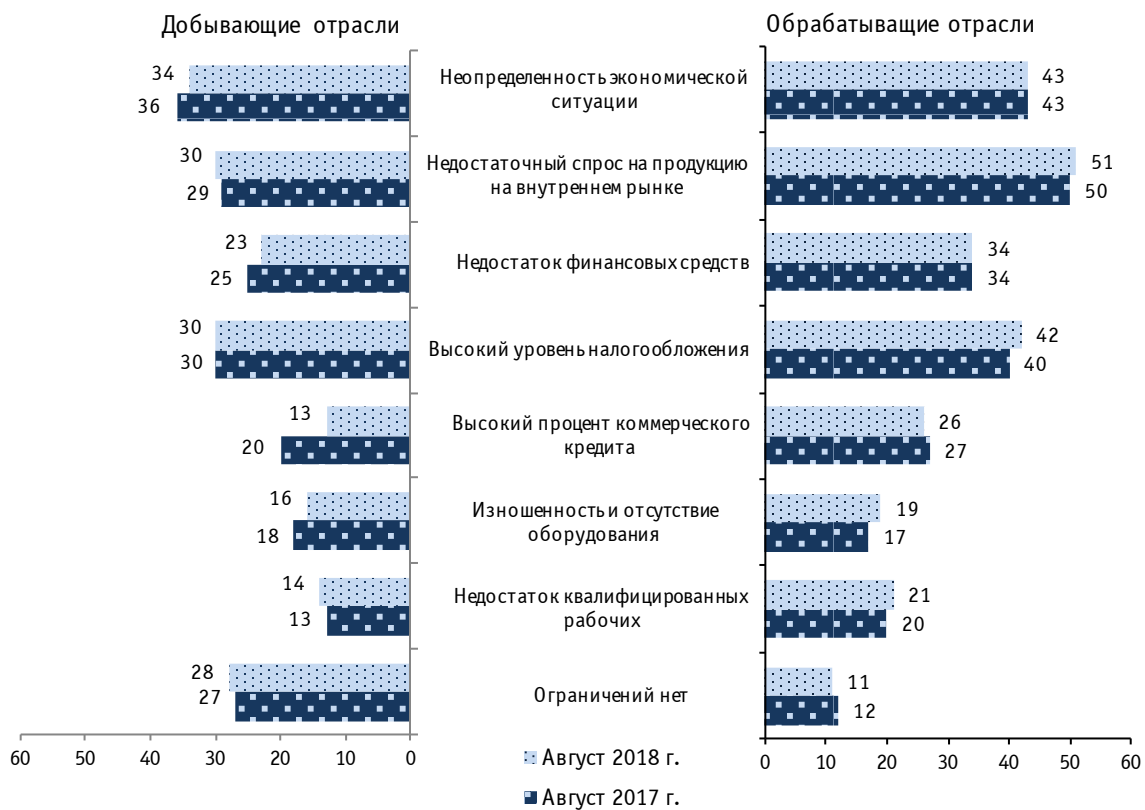 Добывающие отрасли
Обрабатыващие отрасли
34
36
Неопределенность экономической
ситуации
43
43
30
29
Недостаточный спрос на продукцию
на внутреннем рынке
51
50
23
25
Недостаток финансовых средств
34
34
30
30
Высокий уровень налогообложения
42
40
13
20
Высокий процент коммерческого
кредита
26
27
16
18
Изношенность и отсутствие
оборудования
19
17
14
13
Недостаток квалифицированных
рабочих
21
20
28
27
Ограничений нет
11
12
60 50 40 30 20 10 0
0 10 20 30 40 50 60
Август 2018 г.
Август 2017 г.